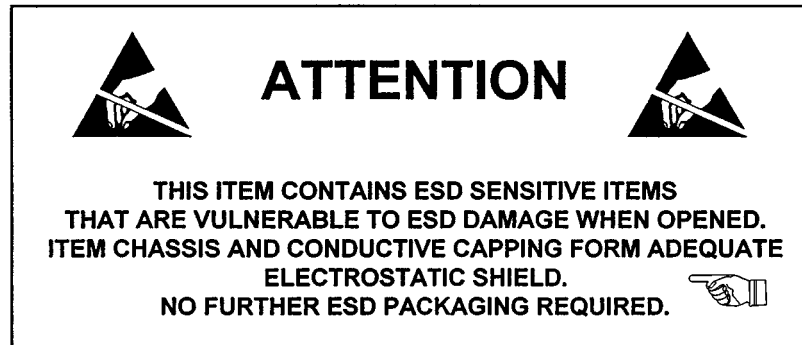 ATTENTION
THIS ITEM CONTAINS ESD SENSITIVE ITEMS
THAT ARE VULNERABLE TO ESD DAMAGE WHEN OPENED.
ITEM CHASSIS AND CONDUCTIVE CAPPING FORM ADEQUATE
ELECTROSTATIC SHIELD.
NO FURTHER ESD PACKAGING REQUIRED.